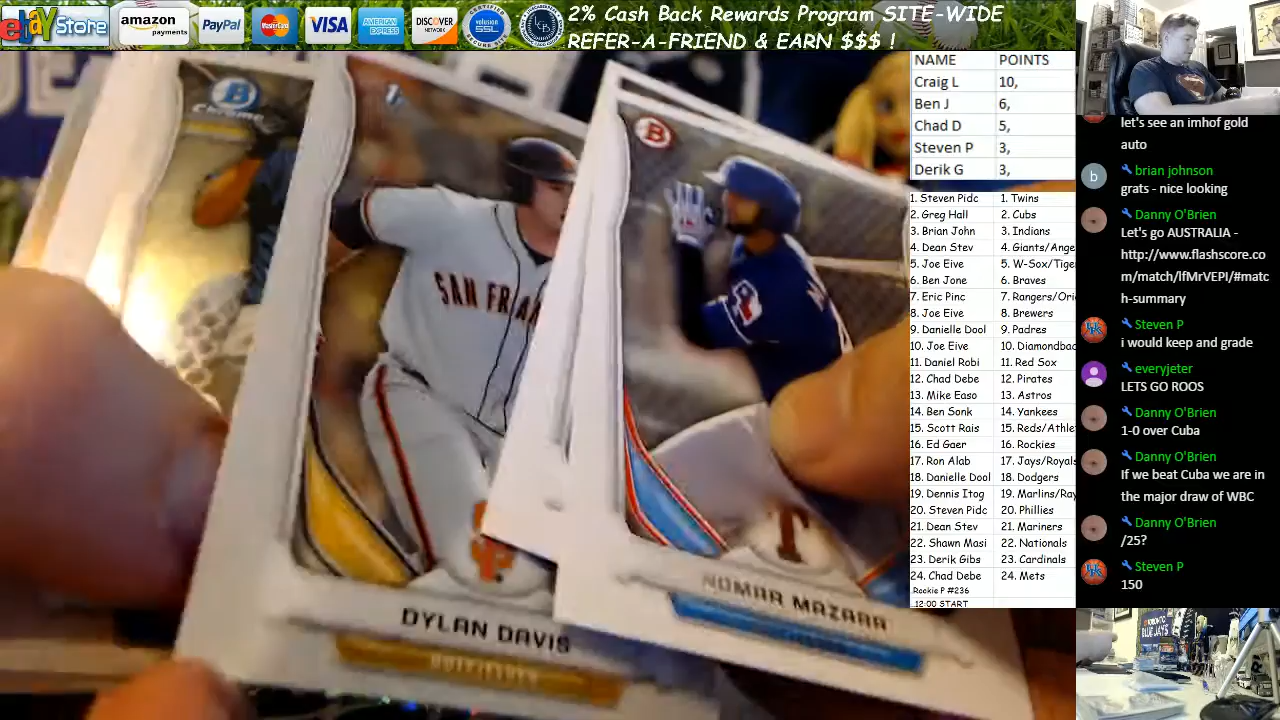 ebay Store
amazon payments
PayPal
MasterCard
VISA
AMERICAN EXPRESS
DISCOVER NETWORK
volusion SSL
2% Cash Back Rewards Program SITE-WIDE
REFER-A-FRIEND & EARN $$$ !
NAME POINTS
Craig L 10,
Ben J 6,
Chad D 5,
Steven P 3,
Derik G 3,
1. Steven Pidc 1. Twins
2. Greg Hall 2. Cubs
3. Brian John 3. Indians
4. Dean Stev 4. Giants/Ange
5. Joe Eive 5. W-Sox/Tige
6. Ben Jone 6. Braves
7. Eric Pinc 7. Rangers/Ori
8. Joe Eive 8. Brewers
9. Danielle Dool 9. Padres
10. Joe Eive 10. Diamondbac
11. Daniel Robi 11. Red Sox
12. Chad Debe 12. Pirates
13. Mike Easo 13. Astros
14. Ben Sonk 14. Yankees
15. Scott Rais 15. Reds/Athle
16. Ed Gaer 16. Rockies
17. Ron Alab 17. Jays/Royals
18. Danielle Dool 18. Dodgers
19. Dennis Itog 19. Marlins/Ray
20. Steven Pidc 20. Phillies
21. Dean Stev 21. Mariners
22. Shawn Masi 22. Nationals
23. Derik Gibs 23. Cardinals
24. Chad Debe 24. Mets
Rookie P #236
12:00 START
let's see an imhof gold
auto
b brian johnson
grats - nice looking
Danny O'Brien
Let's go AUSTRALIA -
http://www.flashscore.co
m/match/lfMrVEPI/#matc
h-summary
Steven P
i would keep and grade
everyjeter
LETS GO ROOS
Danny O'Brien
1-0 over Cuba
Danny O'Brien
If we beat Cuba we are in
the major draw of WBC
Danny O'Brien
/25?
Steven P
150
B
Chrome
SAN FRAN
SF
DYLAN DAVIS
OUTFIELDER
B
T
NOMAR MAZARA
BLUE JAYS